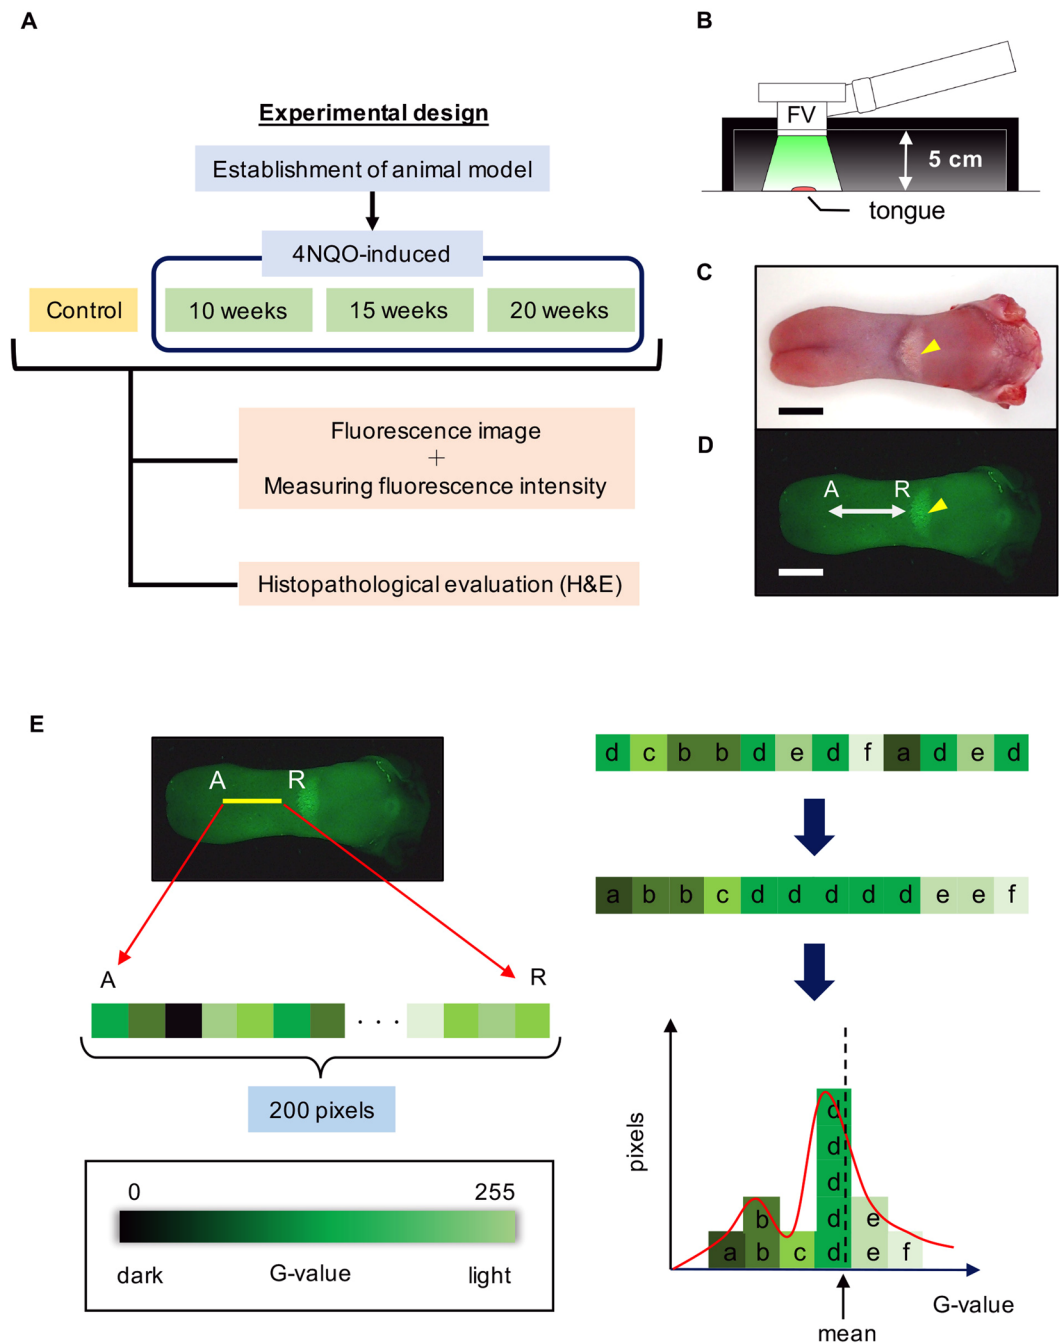 A
Experimental design
Establishment of animal model
4NQO-induced
Control
10 weeks
15 weeks
20 weeks
Fluorescence image
+
Measuring fluorescence intensity
Histopathological evaluation (H&E)
B
FV
5 cm
tongue
C
D
A R
E
A R
A
R
. . .
200 pixels
0 255
dark G-value light
d c b b d e d f a d e d
a b b c d d d d d e e f
pixels
d
d
d
b d e
a b c d e f
G-value
mean